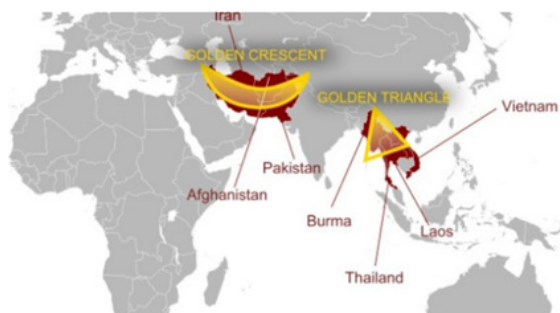 Iran
GOLDEN CRESCENT
GOLDEN TRIANGLE
Vietnam
Pakistan
Afghanistan
Burma
Laos
Thailand